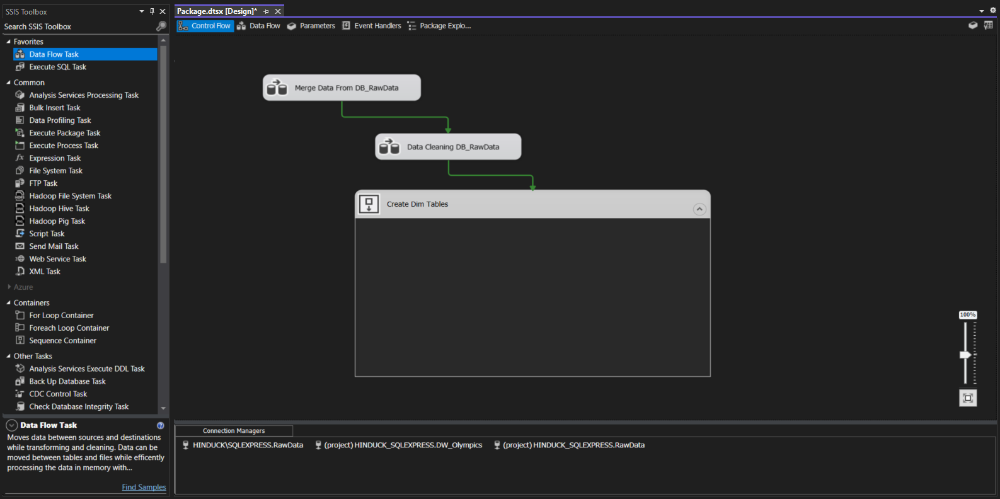 SSIS Toolbox
Search SSIS Toolbox
Favorites
Data Flow Task
Execute SQL Task
Common
Analysis Services Processing Task
Bulk Insert Task
Data Profiling Task
Execute Package Task
Execute Process Task
Expression Task
File System Task
FTP Task
Hadoop File System Task
Hadoop Hive Task
Hadoop Pig Task
Script Task
Send Mail Task
Web Service Task
XML Task
Azure
Containers
For Loop Container
Foreach Loop Container
Sequence Container
Other Tasks
Analysis Services Execute DDL Task
Back Up Database Task
CDC Control Task
Check Database Integrity Task
Data Flow Task
Moves data between sources and destinations
while transforming and cleaning. Data can be
moved between tables and files while efficently
processing the data in memory with...
Find Samples
Package.dtsx [Design]*
Control Flow Data Flow Parameters Event Handlers Package Explo...
Merge Data From DB_RawData
Data Cleaning DB_RawData
Create Dim Tables
100%
Connection Managers
HINDUCK\SQLEXPRESS.RawData (project) HINDUCK_SQLEXPRESS.DW_Olympics (project) HINDUCK_SQLEXPRESS.RawData